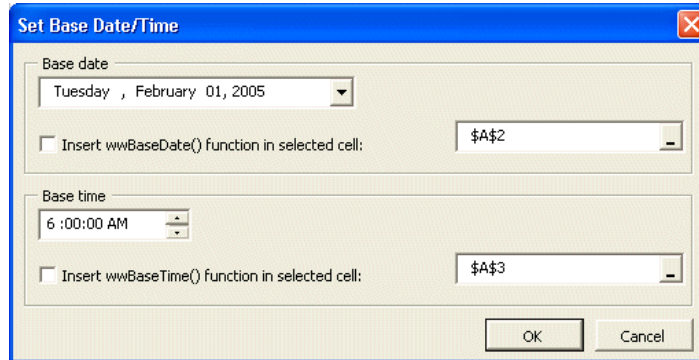 Set Base Date/Time
Base date
Tuesday , February 01, 2005
Insert wwBaseDate() function in selected cell:
$A$2
Base time
6 :00:00 AM
Insert wwBaseTime() function in selected cell:
$A$3
OK
Cancel